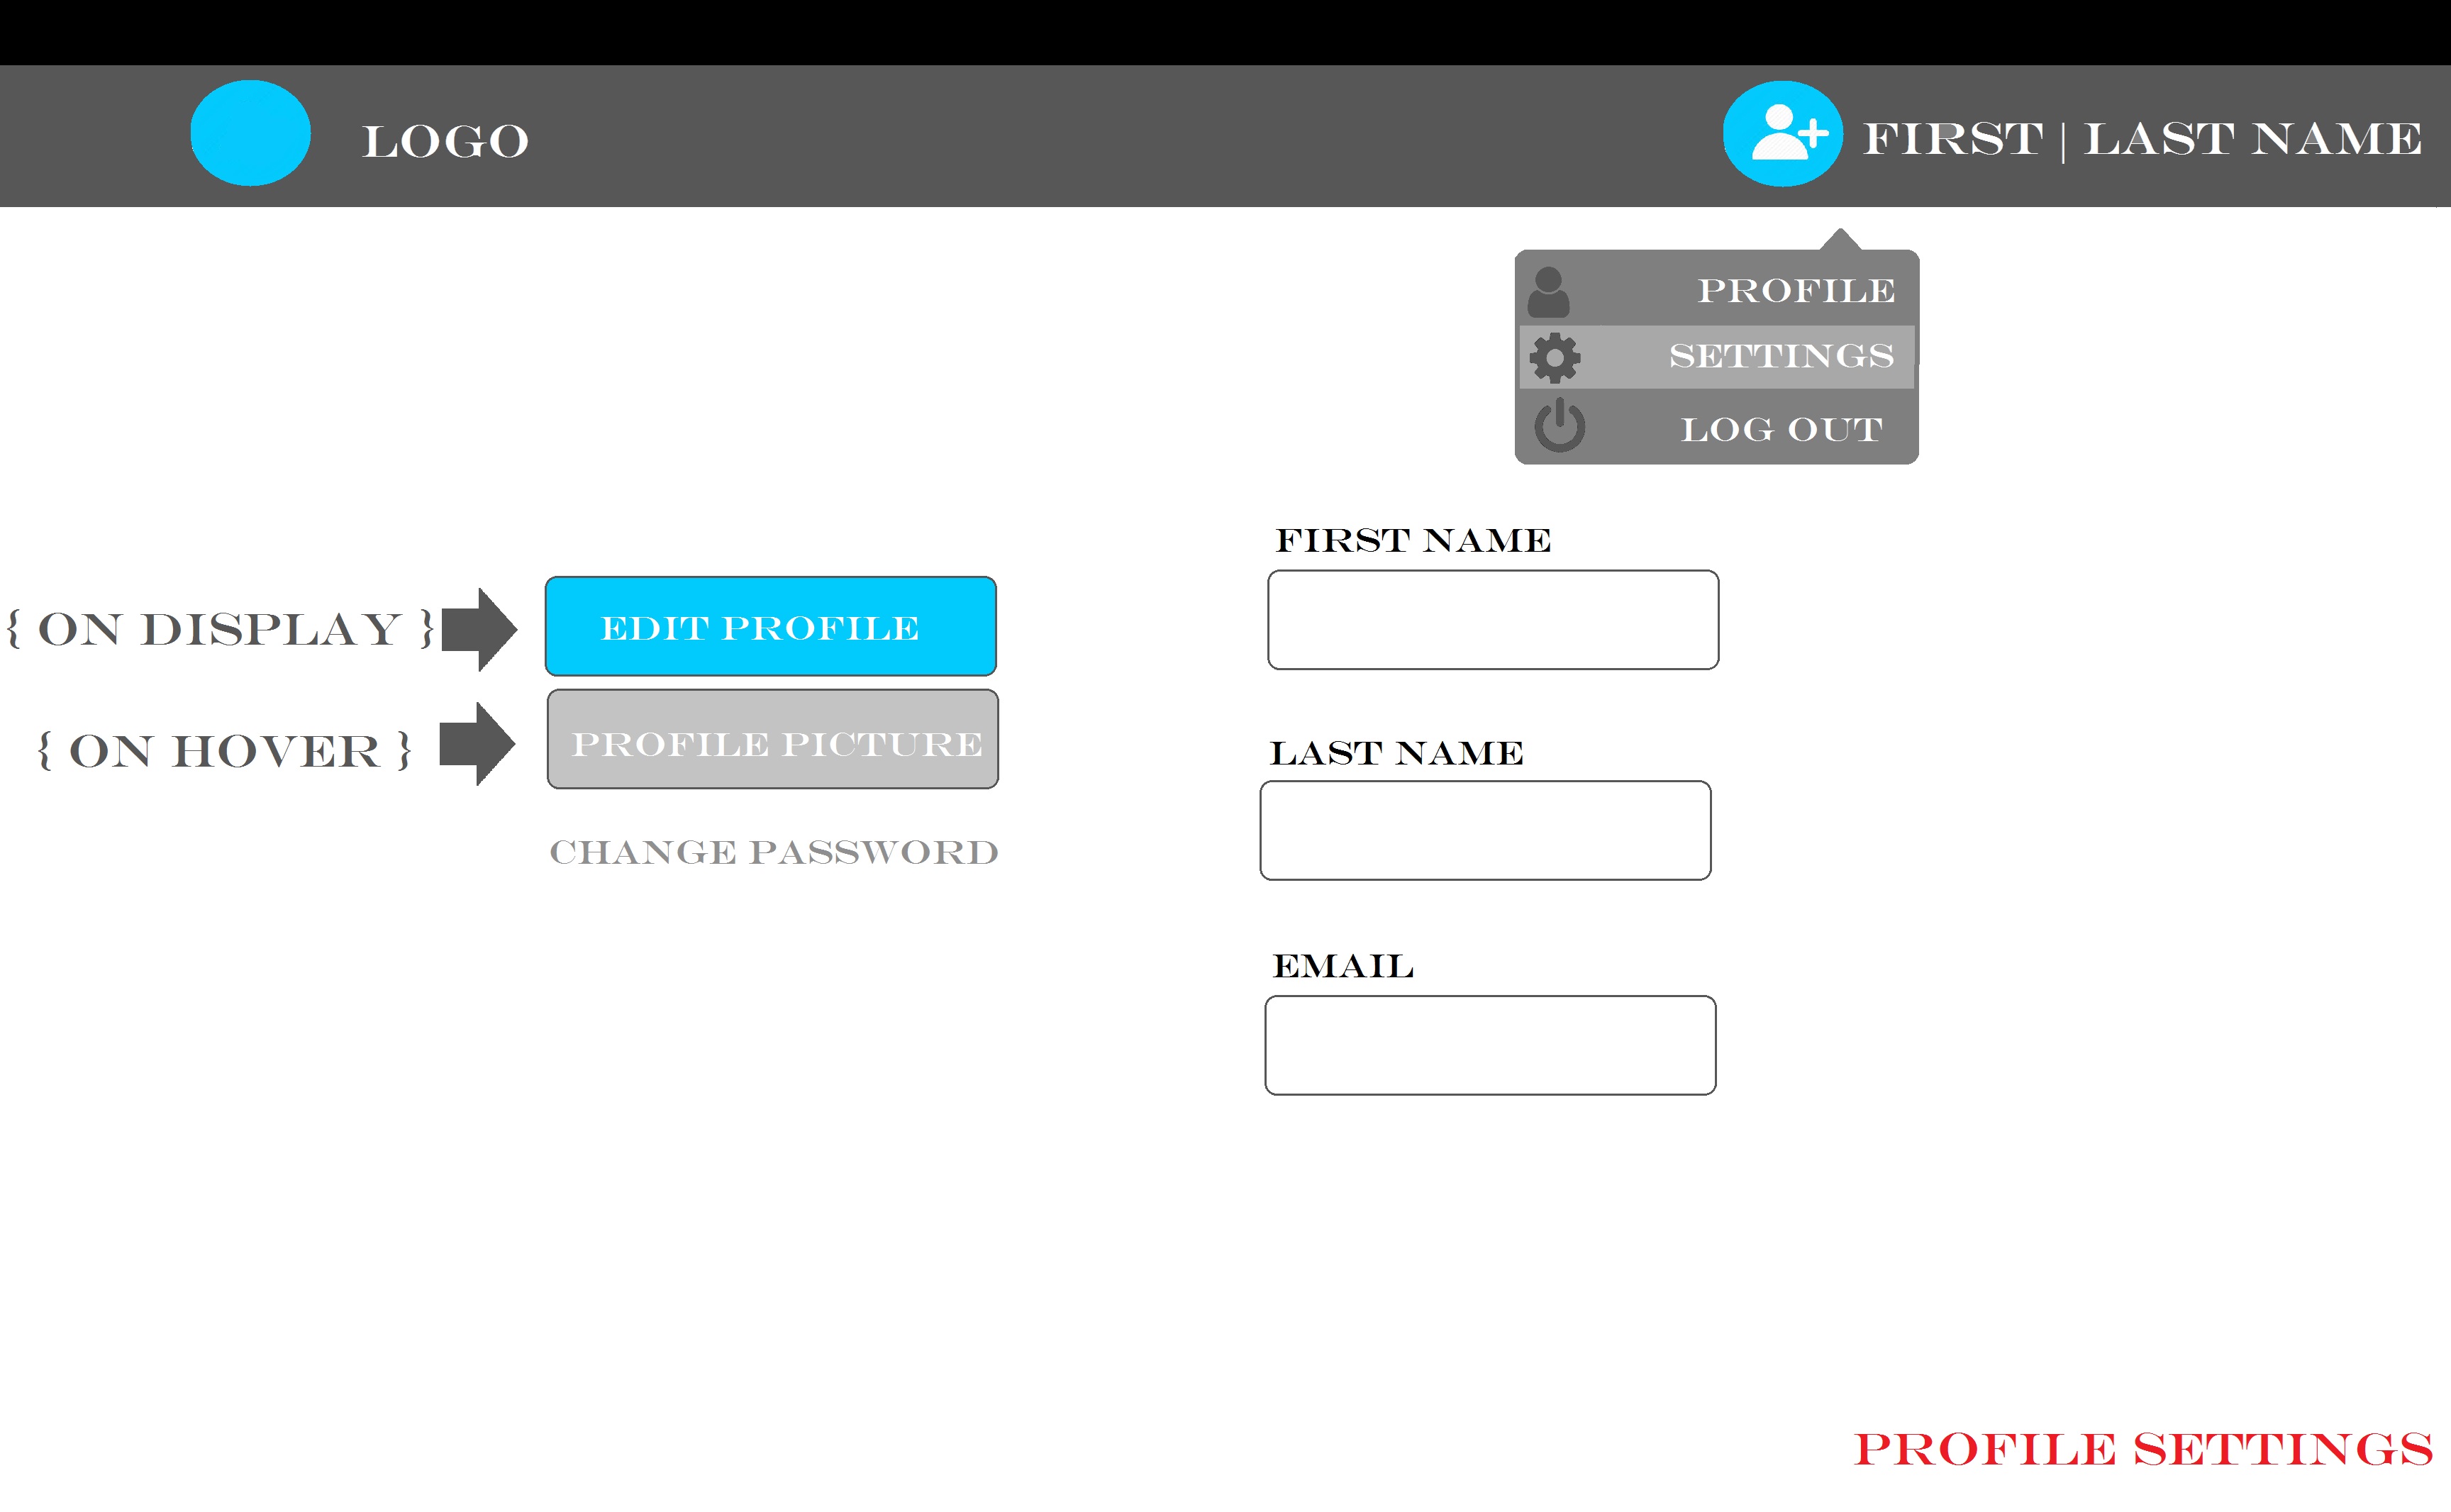 LOGO
FIRST | LAST NAME
PROFILE
SETTINGS
LOG OUT
{ ON DISPLAY }
EDIT PROFILE
{ ON HOVER }
PROFILE PICTURE
CHANGE PASSWORD
FIRST NAME
LAST NAME
EMAIL
PROFILE SETTINGS